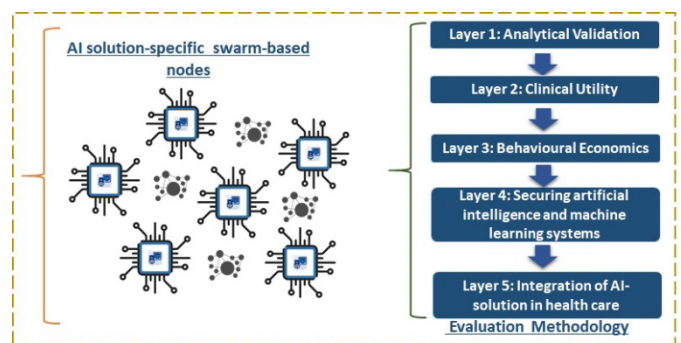 AI solution-specific swarm-based
nodes
Layer 1: Analytical Validation
Layer 2: Clinical Utility
Layer 3: Behavioural Economics
Layer 4: Securing artificial
intelligence and machine
learning systems
Layer 5: Integration of AI-
solution in health care
Evaluation Methodology